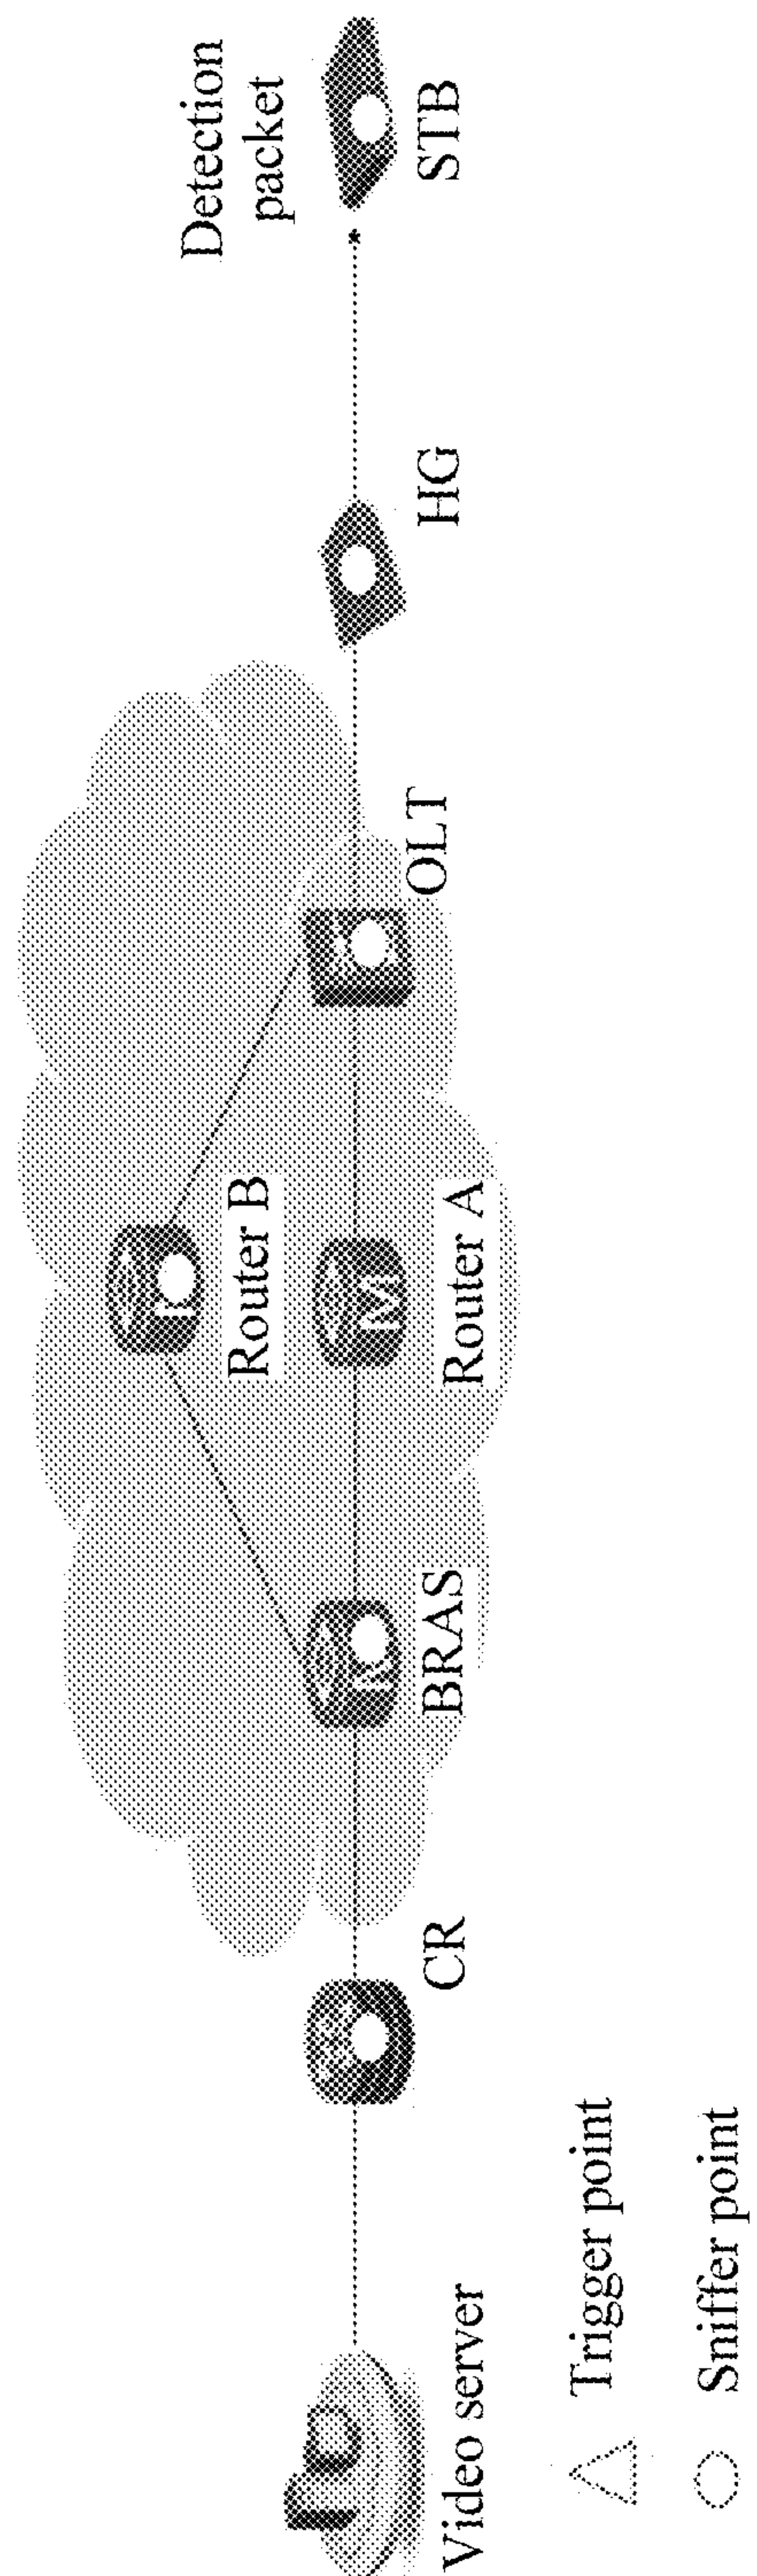 Detection
packet
STB
HG
OLT
Router B
Router A
BRAS
CR
Video server
Trigger point
Sniffer point